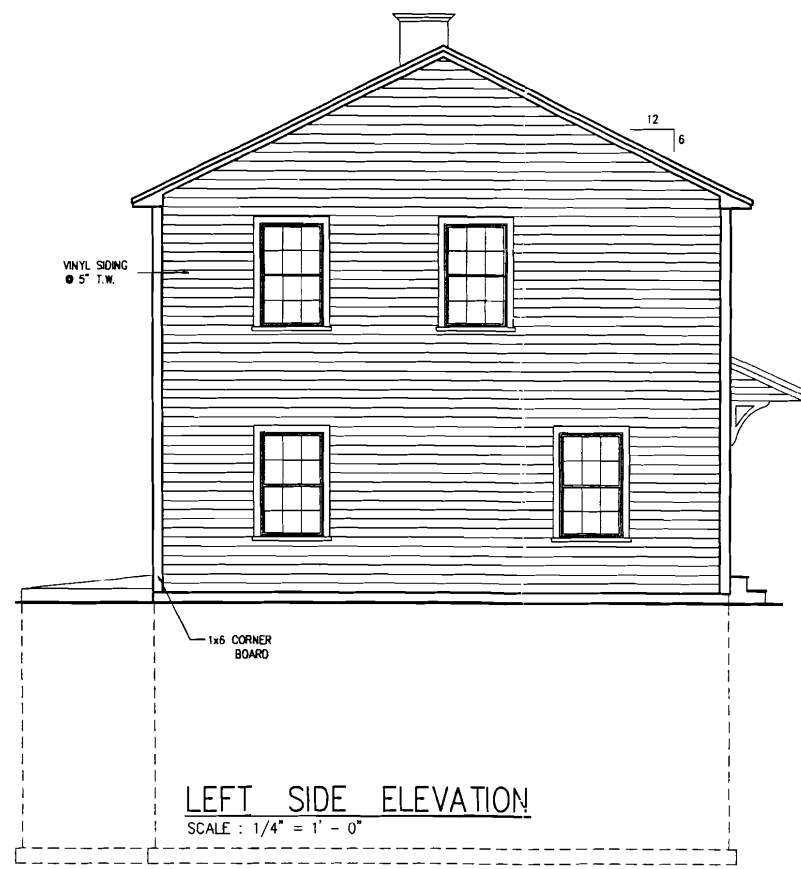 12
6
VINYL SIDING
@ 5" T.W.
1x6 CORNER
BOARD
LEFT SIDE ELEVATION
SCALE : 1/4" = 1' - 0"